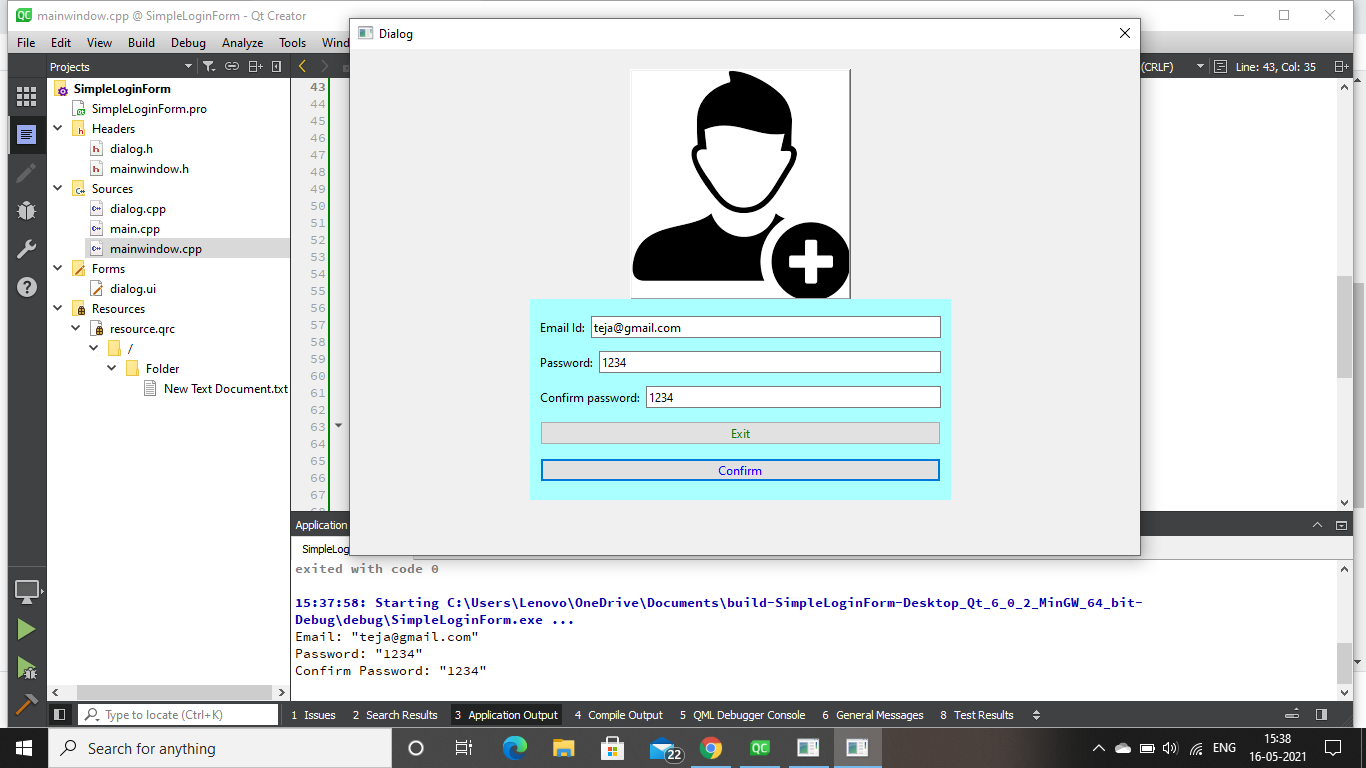 mainwindow.cpp @ SimpleLoginForm - Qt Creator
File Edit View Build Debug Analyze Tools Wind
Dialog
Projects
(CRLF) Line: 43, Col: 35
SimpleLoginForm
SimpleLoginForm.pro
Headers
dialog.h
mainwindow.h
Sources
dialog.cpp
main.cpp
mainwindow.cpp
Forms
dialog.ui
Resources
resource.qrc
/
Folder
New Text Document.txt
43
44
45
46
47
48
49
50
51
52
53
54
55
56
57
58
59
60
61
62
63
64
65
66
67
Email Id: teja@gmail.com
Password: 1234
Confirm password: 1234
Exit
Confirm
Application
SimpleLog
exited with code 0
15:37:58: Starting C:\Users\Lenovo\OneDrive\Documents\build-SimpleLoginForm-Desktop_Qt_6_0_2_MinGW_64_bit-
Debug\debug\SimpleLoginForm.exe ...
Email: "teja@gmail.com"
Password: "1234"
Confirm Password: "1234"
Type to locate (Ctrl+K) 1 Issues 2 Search Results 3 Application Output 4 Compile Output 5 QML Debugger Console 6 General Messages 8 Test Results
Search for anything 22 QC ENG 15:38
16-05-2021